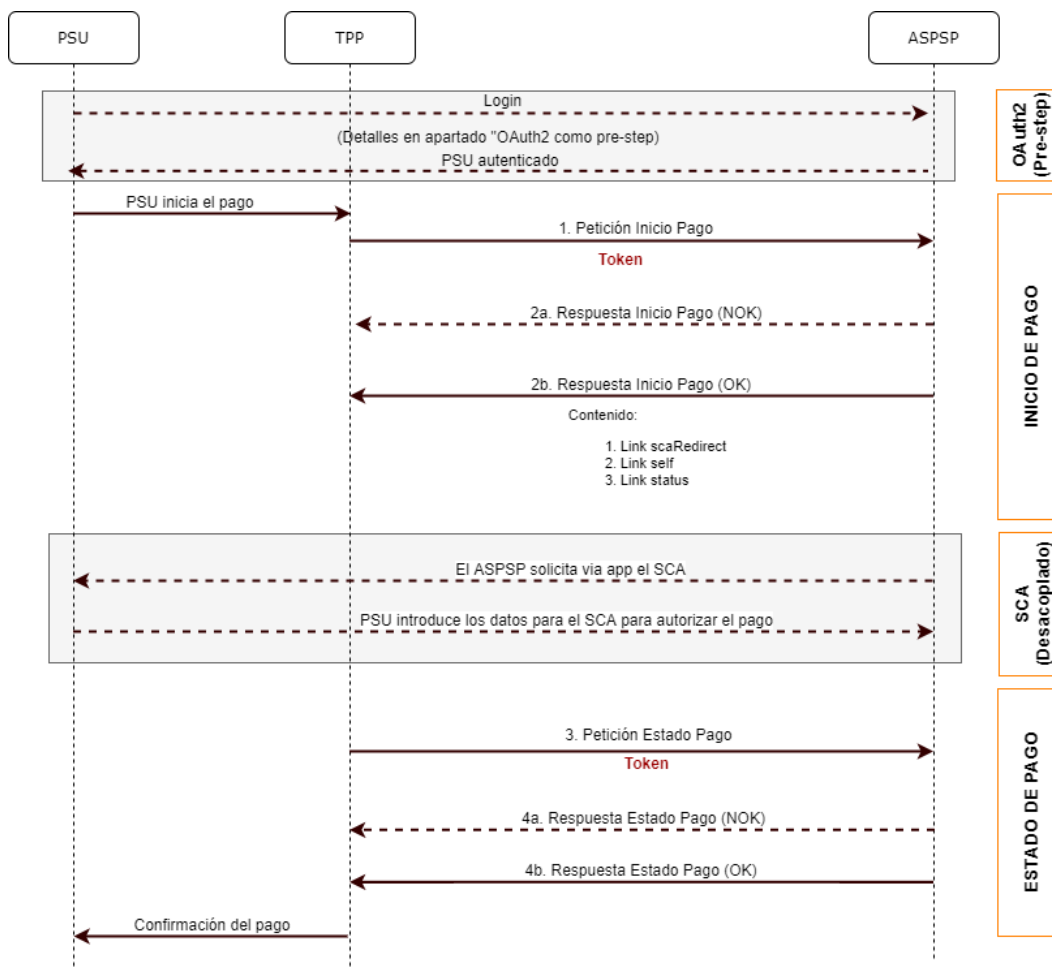 PSU
TPP
ASPSP
Login
(Detalles en apartado "OAuth2 como pre-step)
PSU autenticado
OAuth2
(Pre-step)
PSU inicia el pago
1. Petición Inicio Pago
Token
2a. Respuesta Inicio Pago (NOK)
2b. Respuesta Inicio Pago (OK)
Contenido:
1. Link scaRedirect
2. Link self
3. Link status
INICIO DE PAGO
El ASPSP solicita via app el SCA
PSU introduce los datos para el SCA para autorizar el pago
SCA
(Desacoplado)
3. Petición Estado Pago
Token
4a. Respuesta Estado Pago (NOK)
4b. Respuesta Estado Pago (OK)
Confirmación del pago
ESTADO DE PAGO